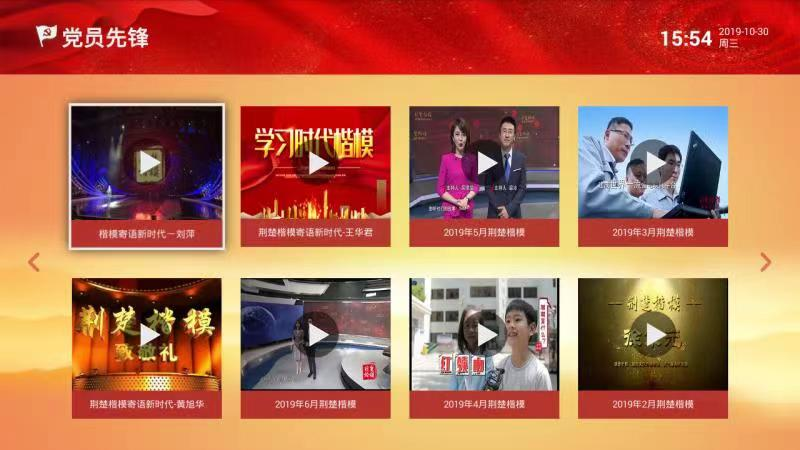 党员先锋
15:54
2019-10-30
周三
楷模寄语新时代－刘萍
学习时代楷模
荆楚楷模寄语新时代-王华君
2019年5月荆楚楷模
2019年3月荆楚楷模
荆楚楷模
致敬礼
荆楚楷模寄语新时代-黄旭华
2019年6月荆楚楷模
红领巾
2019年4月荆楚楷模
荆楚楷模
2019年2月荆楚楷模